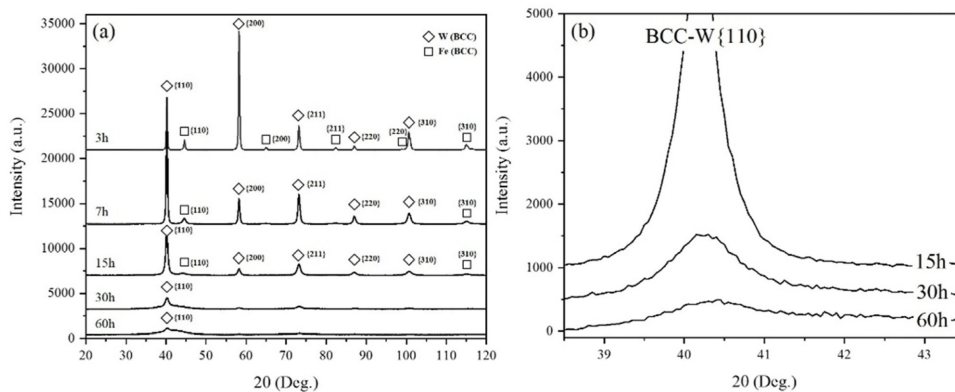 (a)
{200}
W (BCC)
Fe (BCC)
{110}
3h
{110}
{200}
{211}
{211}
{220}
{220}
{310}
{310}
{110}
7h
{110}
{200}
{211}
{220}
{310}
{310}
15h
{110}
{200}
{211}
{220}
{310}
{310}
30h
{110}
60h
{110}
35000
30000
25000
20000
15000
10000
5000
0
Intensity (a.u.)
20 30 40 50 60 70 80 90 100 110 120
20 (Deg.)
(b)
BCC-W{110}
15h
30h
60h
5000
4000
3000
2000
1000
0
Intensity (a.u.)
39 40 41 42 43
20 (Deg.)